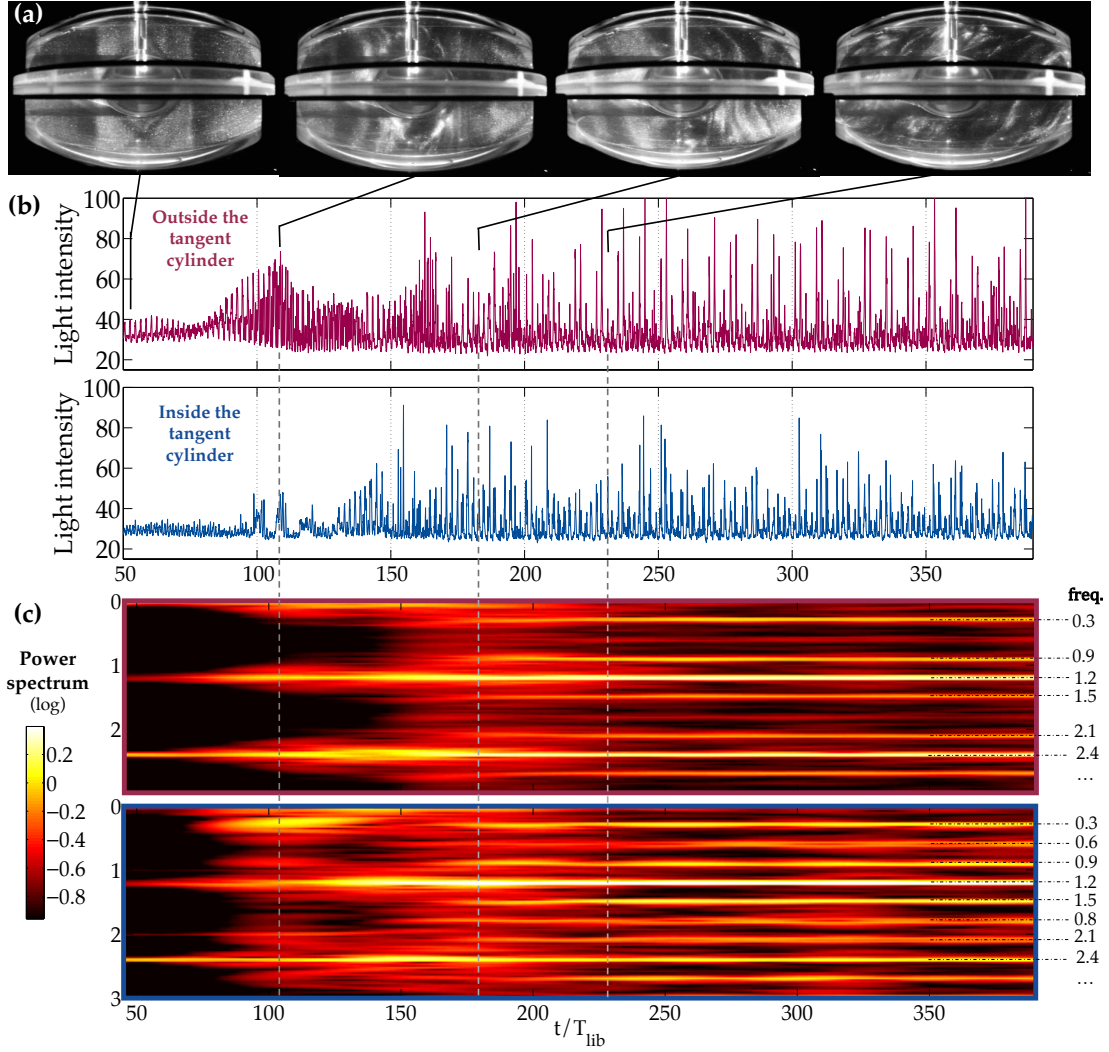 (a)
(b)
Light intensity
100
80
60
40
20
Outside the
tangent
cylinder
Light intensity
100
80
60
40
20
Inside the
tangent
cylinder
50 100 150 200 250 300 350
(c)
freq.
0
1
2
0.3
0.9
1.2
1.5
2.1
2.4
...
Power
spectrum
(log)
0.2
0
−0.2
−0.4
−0.6
−0.8
0
1
2
3
0.3
0.6
0.9
1.2
1.5
0.8
2.1
2.4
...
50 100 150 200 250 300 350
t/Tlib